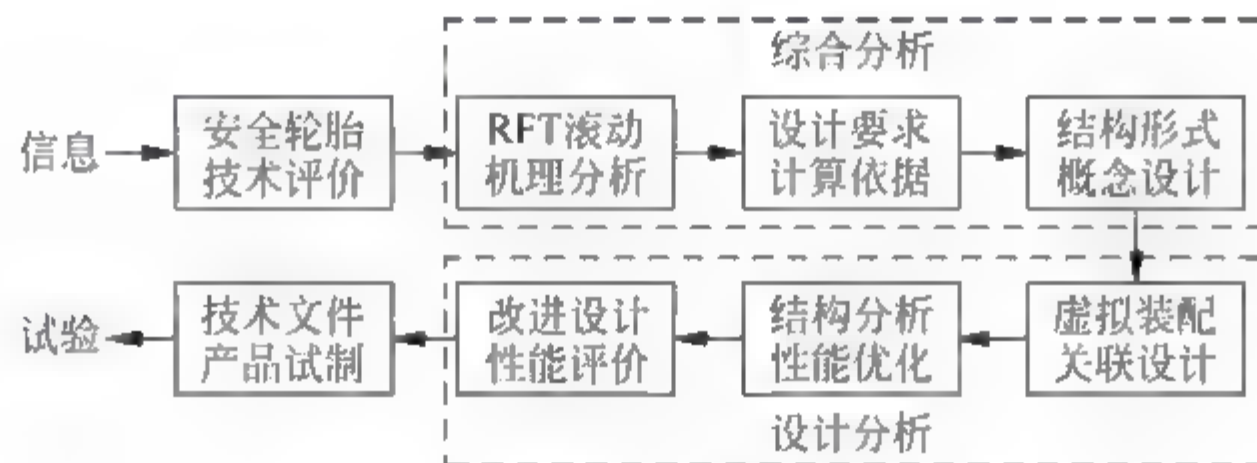 综合分析
信息
安全轮胎
技术评价
RFT滚动
机理分析
设计要求
计算依据
结构形式
概念设计
试验
技术文件
产品试制
改进设计
性能评价
结构分析
性能优化
虚拟装配
关联设计
设计分析